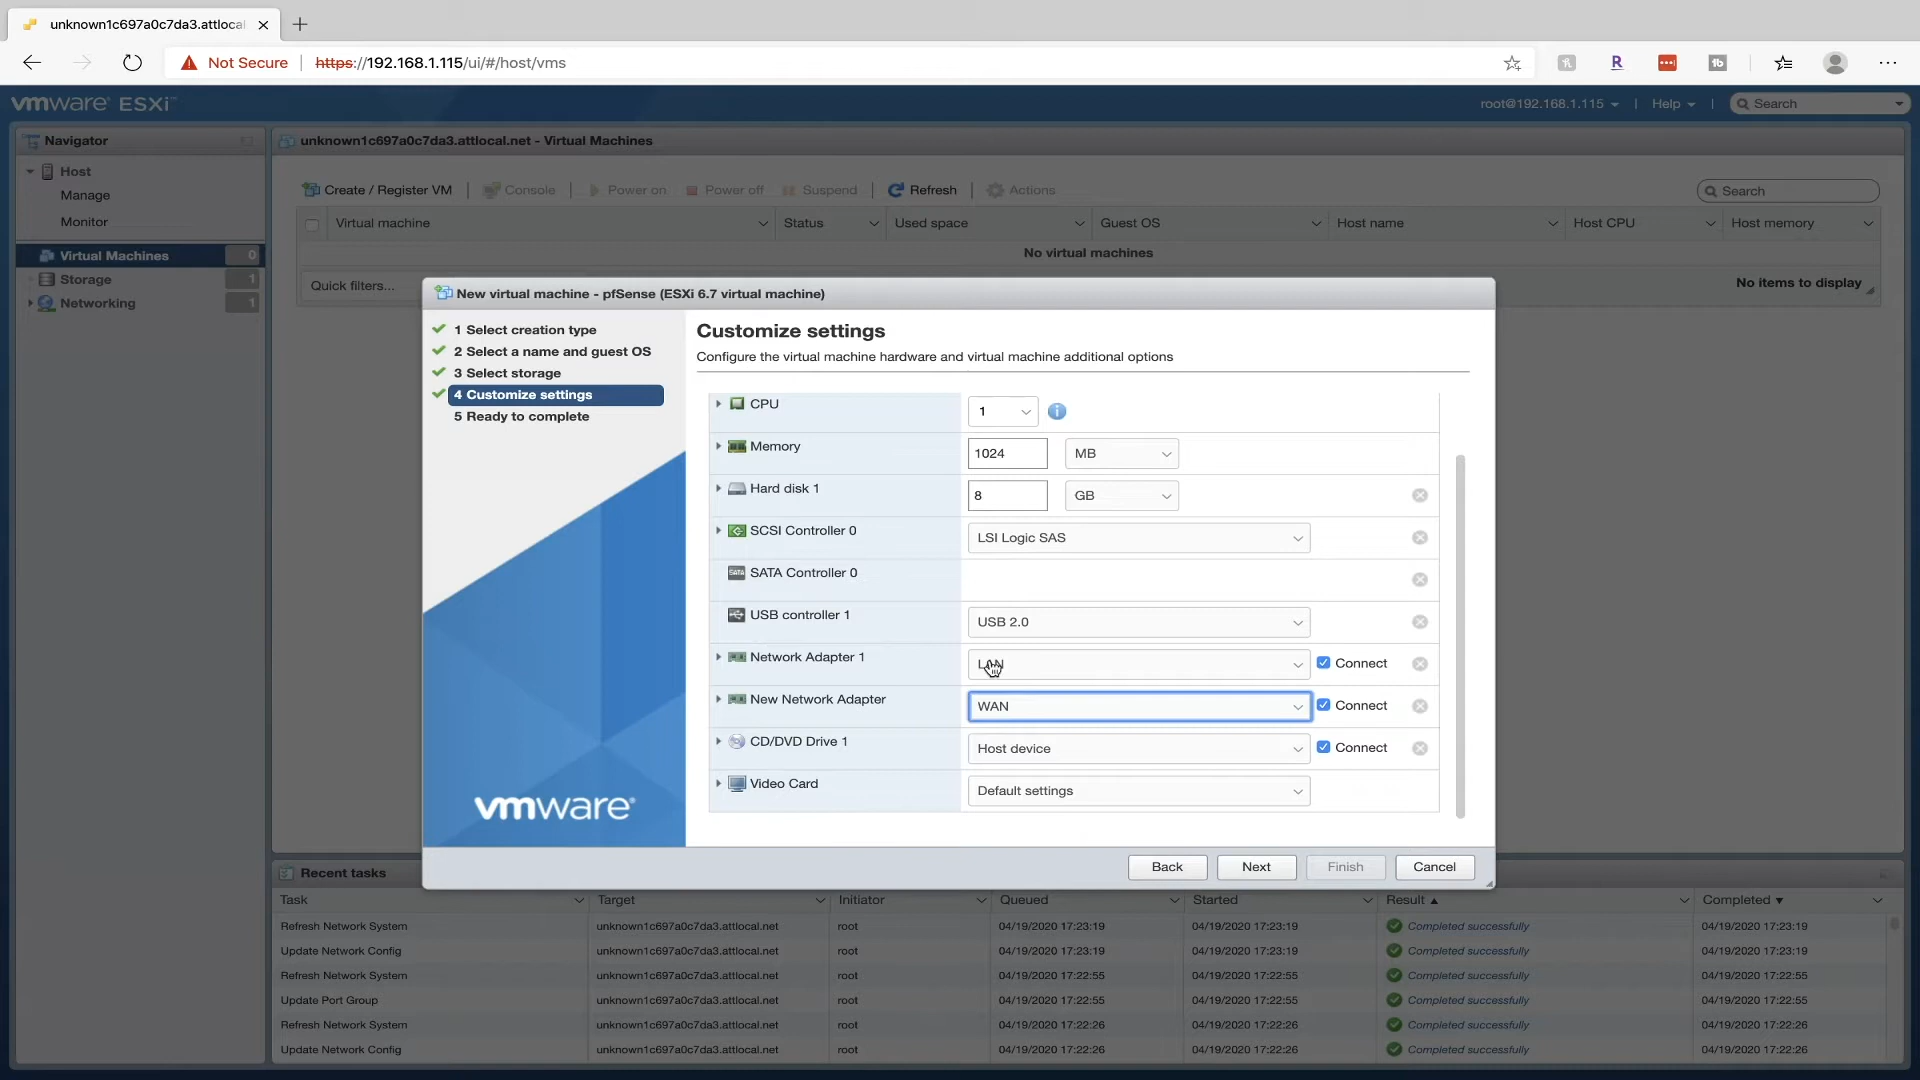 unknown1c697a0c7da3.attlocal
Not Secure
https://192.168.1.115/ui/#/host/vms
R
1b
vmware® ESXi™
root@192.168.1.115
Help
Search
Navigator
Host
Manage
Monitor
Virtual Machines 0
Storage 1
Networking 1
unknown1c697a0c7da3.attlocal.net - Virtual Machines
Create / Register VM
Console
Power on
Power off
Suspend
Refresh
Actions
Search
Virtual machine Status Used space Guest OS Host name Host CPU Host memory
No virtual machines
Quick filters...
No items to display
New virtual machine - pfSense (ESXi 6.7 virtual machine)
1 Select creation type
2 Select a name and guest OS
3 Select storage
4 Customize settings
5 Ready to complete
vmware®
Customize settings
Configure the virtual machine hardware and virtual machine additional options
CPU 1
Memory 1024 MB
Hard disk 1 8 GB
SCSI Controller 0 LSI Logic SAS
SATA SATA Controller 0
USB controller 1 USB 2.0
Network Adapter 1 LAN Connect
New Network Adapter WAN Connect
CD/DVD Drive 1 Host device Connect
Video Card Default settings
Back Next Finish Cancel
Recent tasks
Task Target Initiator Queued Started Result Completed
Refresh Network System unknown1c697a0c7da3.attlocal.net root 04/19/2020 17:23:19 04/19/2020 17:23:19 Completed successfully 04/19/2020 17:23:19
Update Network Config unknown1c697a0c7da3.attlocal.net root 04/19/2020 17:23:19 04/19/2020 17:23:19 Completed successfully 04/19/2020 17:23:19
Refresh Network System unknown1c697a0c7da3.attlocal.net root 04/19/2020 17:22:55 04/19/2020 17:22:55 Completed successfully 04/19/2020 17:22:55
Update Port Group unknown1c697a0c7da3.attlocal.net root 04/19/2020 17:22:55 04/19/2020 17:22:55 Completed successfully 04/19/2020 17:22:55
Refresh Network System unknown1c697a0c7da3.attlocal.net root 04/19/2020 17:22:26 04/19/2020 17:22:26 Completed successfully 04/19/2020 17:22:26
Update Network Config unknown1c697a0c7da3.attlocal.net root 04/19/2020 17:22:26 04/19/2020 17:22:26 Completed successfully 04/19/2020 17:22:26